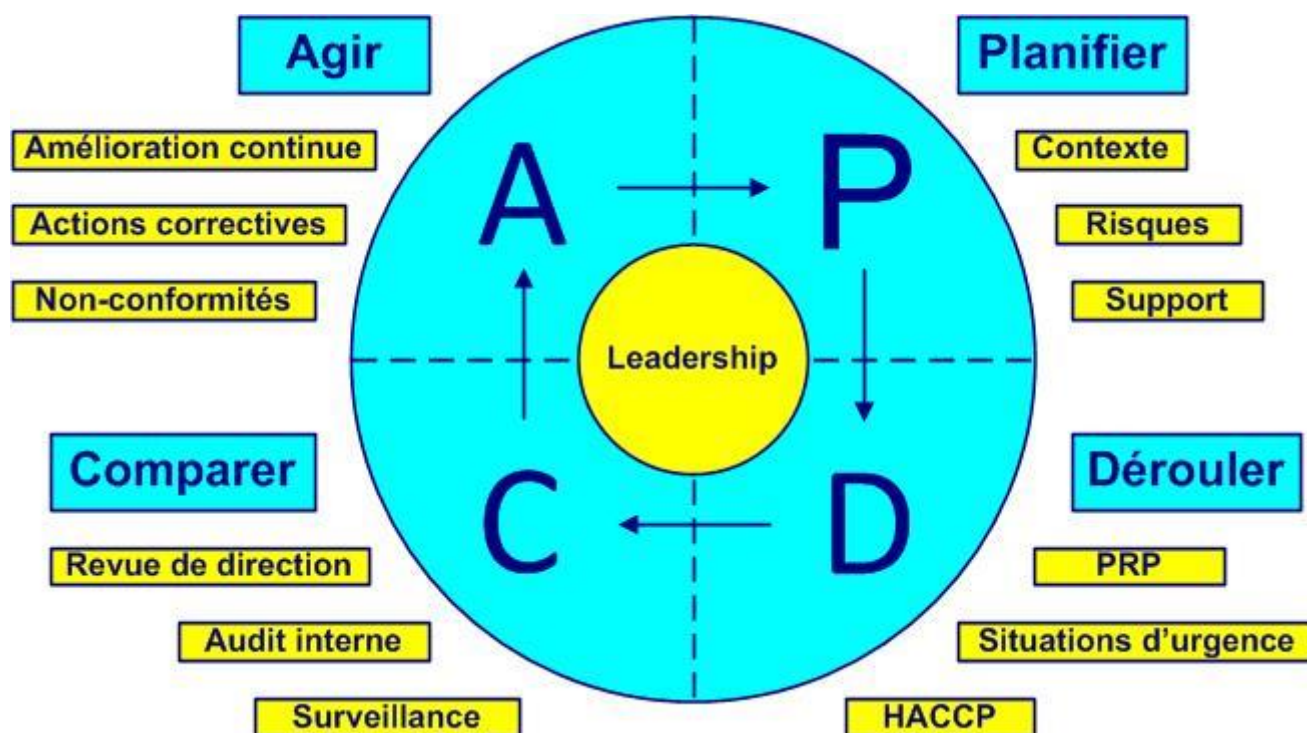 Agir
Planifier
Amélioration continue
Contexte
Actions correctives
Risques
Non-conformités
Support
A
P
Leadership
Comparer
Dérouler
C
D
Revue de direction
PRP
Audit interne
Situations d’urgence
Surveillance
HACCP